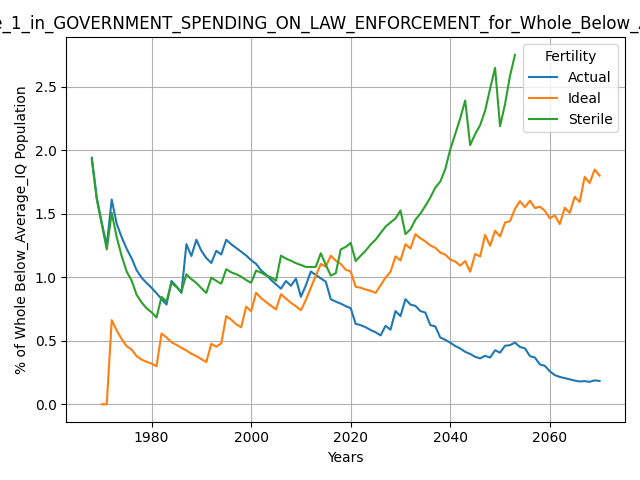 e_1_in_GOVERNMENT_SPENDING_ON_LAW_ENFORCEMENT_for_Whole_Below_
Fertility
Actual
Ideal
Sterile
% of Whole Below_Average_IQ Population
2.5
2.0
1.5
1.0
0.5
0.0
1980
2000
2020
2040
2060
Years